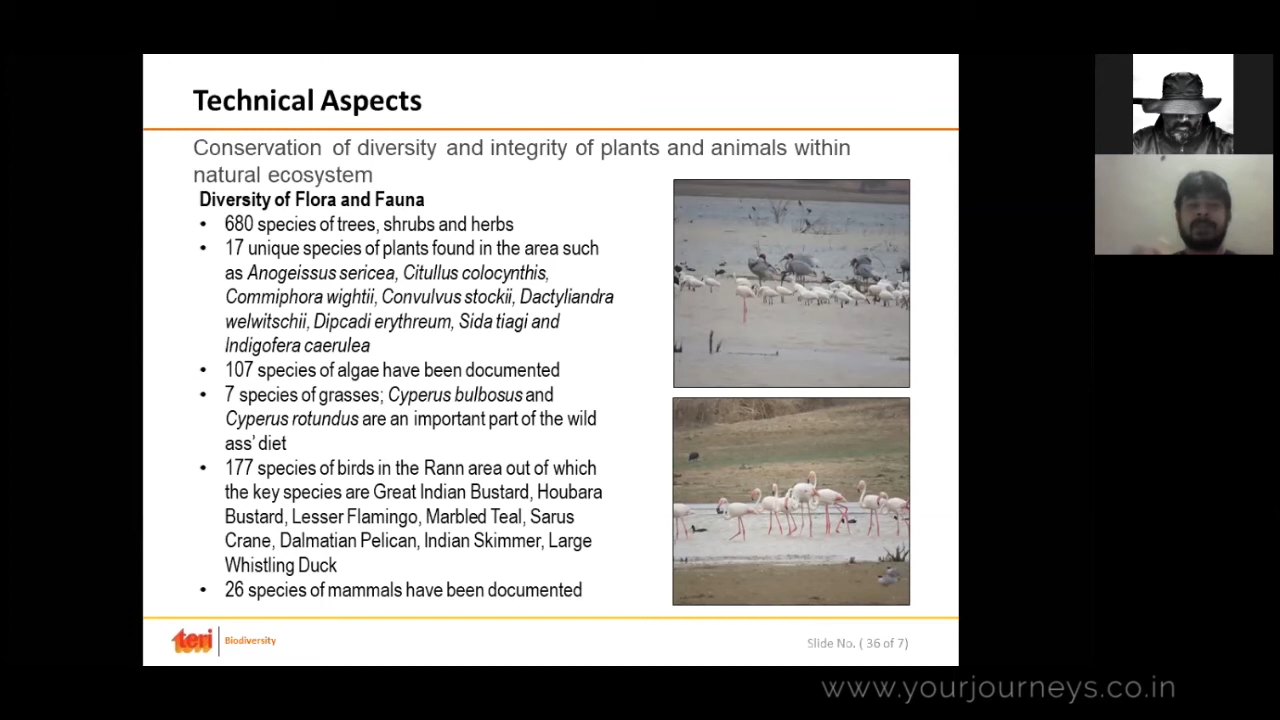 Technical Aspects
Conservation of diversity and integrity of plants and animals within
natural ecosystem
Diversity of Flora and Fauna
• 680 species of trees, shrubs and herbs
• 17 unique species of plants found in the area such
as Anogeissus sericea, Citullus colocynthis,
Commiphora wightii, Convulvus stockii, Dactyliandra
welwitschii, Dipcadi erythreum, Sida tiagi and
Indigofera caerulea
• 107 species of algae have been documented
• 7 species of grasses; Cyperus bulbosus and
Cyperus rotundus are an important part of the wild
ass' diet
• 177 species of birds in the Rann area out of which
the key species are Great Indian Bustard, Houbara
Bustard, Lesser Flamingo, Marbled Teal, Sarus
Crane, Dalmatian Pelican, Indian Skimmer, Large
Whistling Duck
• 26 species of mammals have been documented
teri Biodiversity
Slide No. ( 36 of 7)
www.yourjourneys.co.in